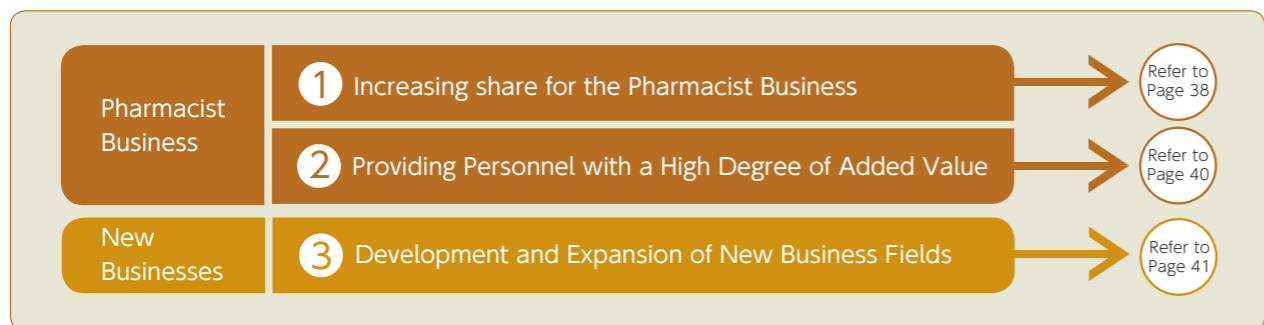 Pharmacist
Business
1 Increasing share for the Pharmacist Business
Refer to
Page 38
2 Providing Personnel with a High Degree of Added Value
Refer to
Page 40
New
Businesses
3 Development and Expansion of New Business Fields
Refer to
Page 41